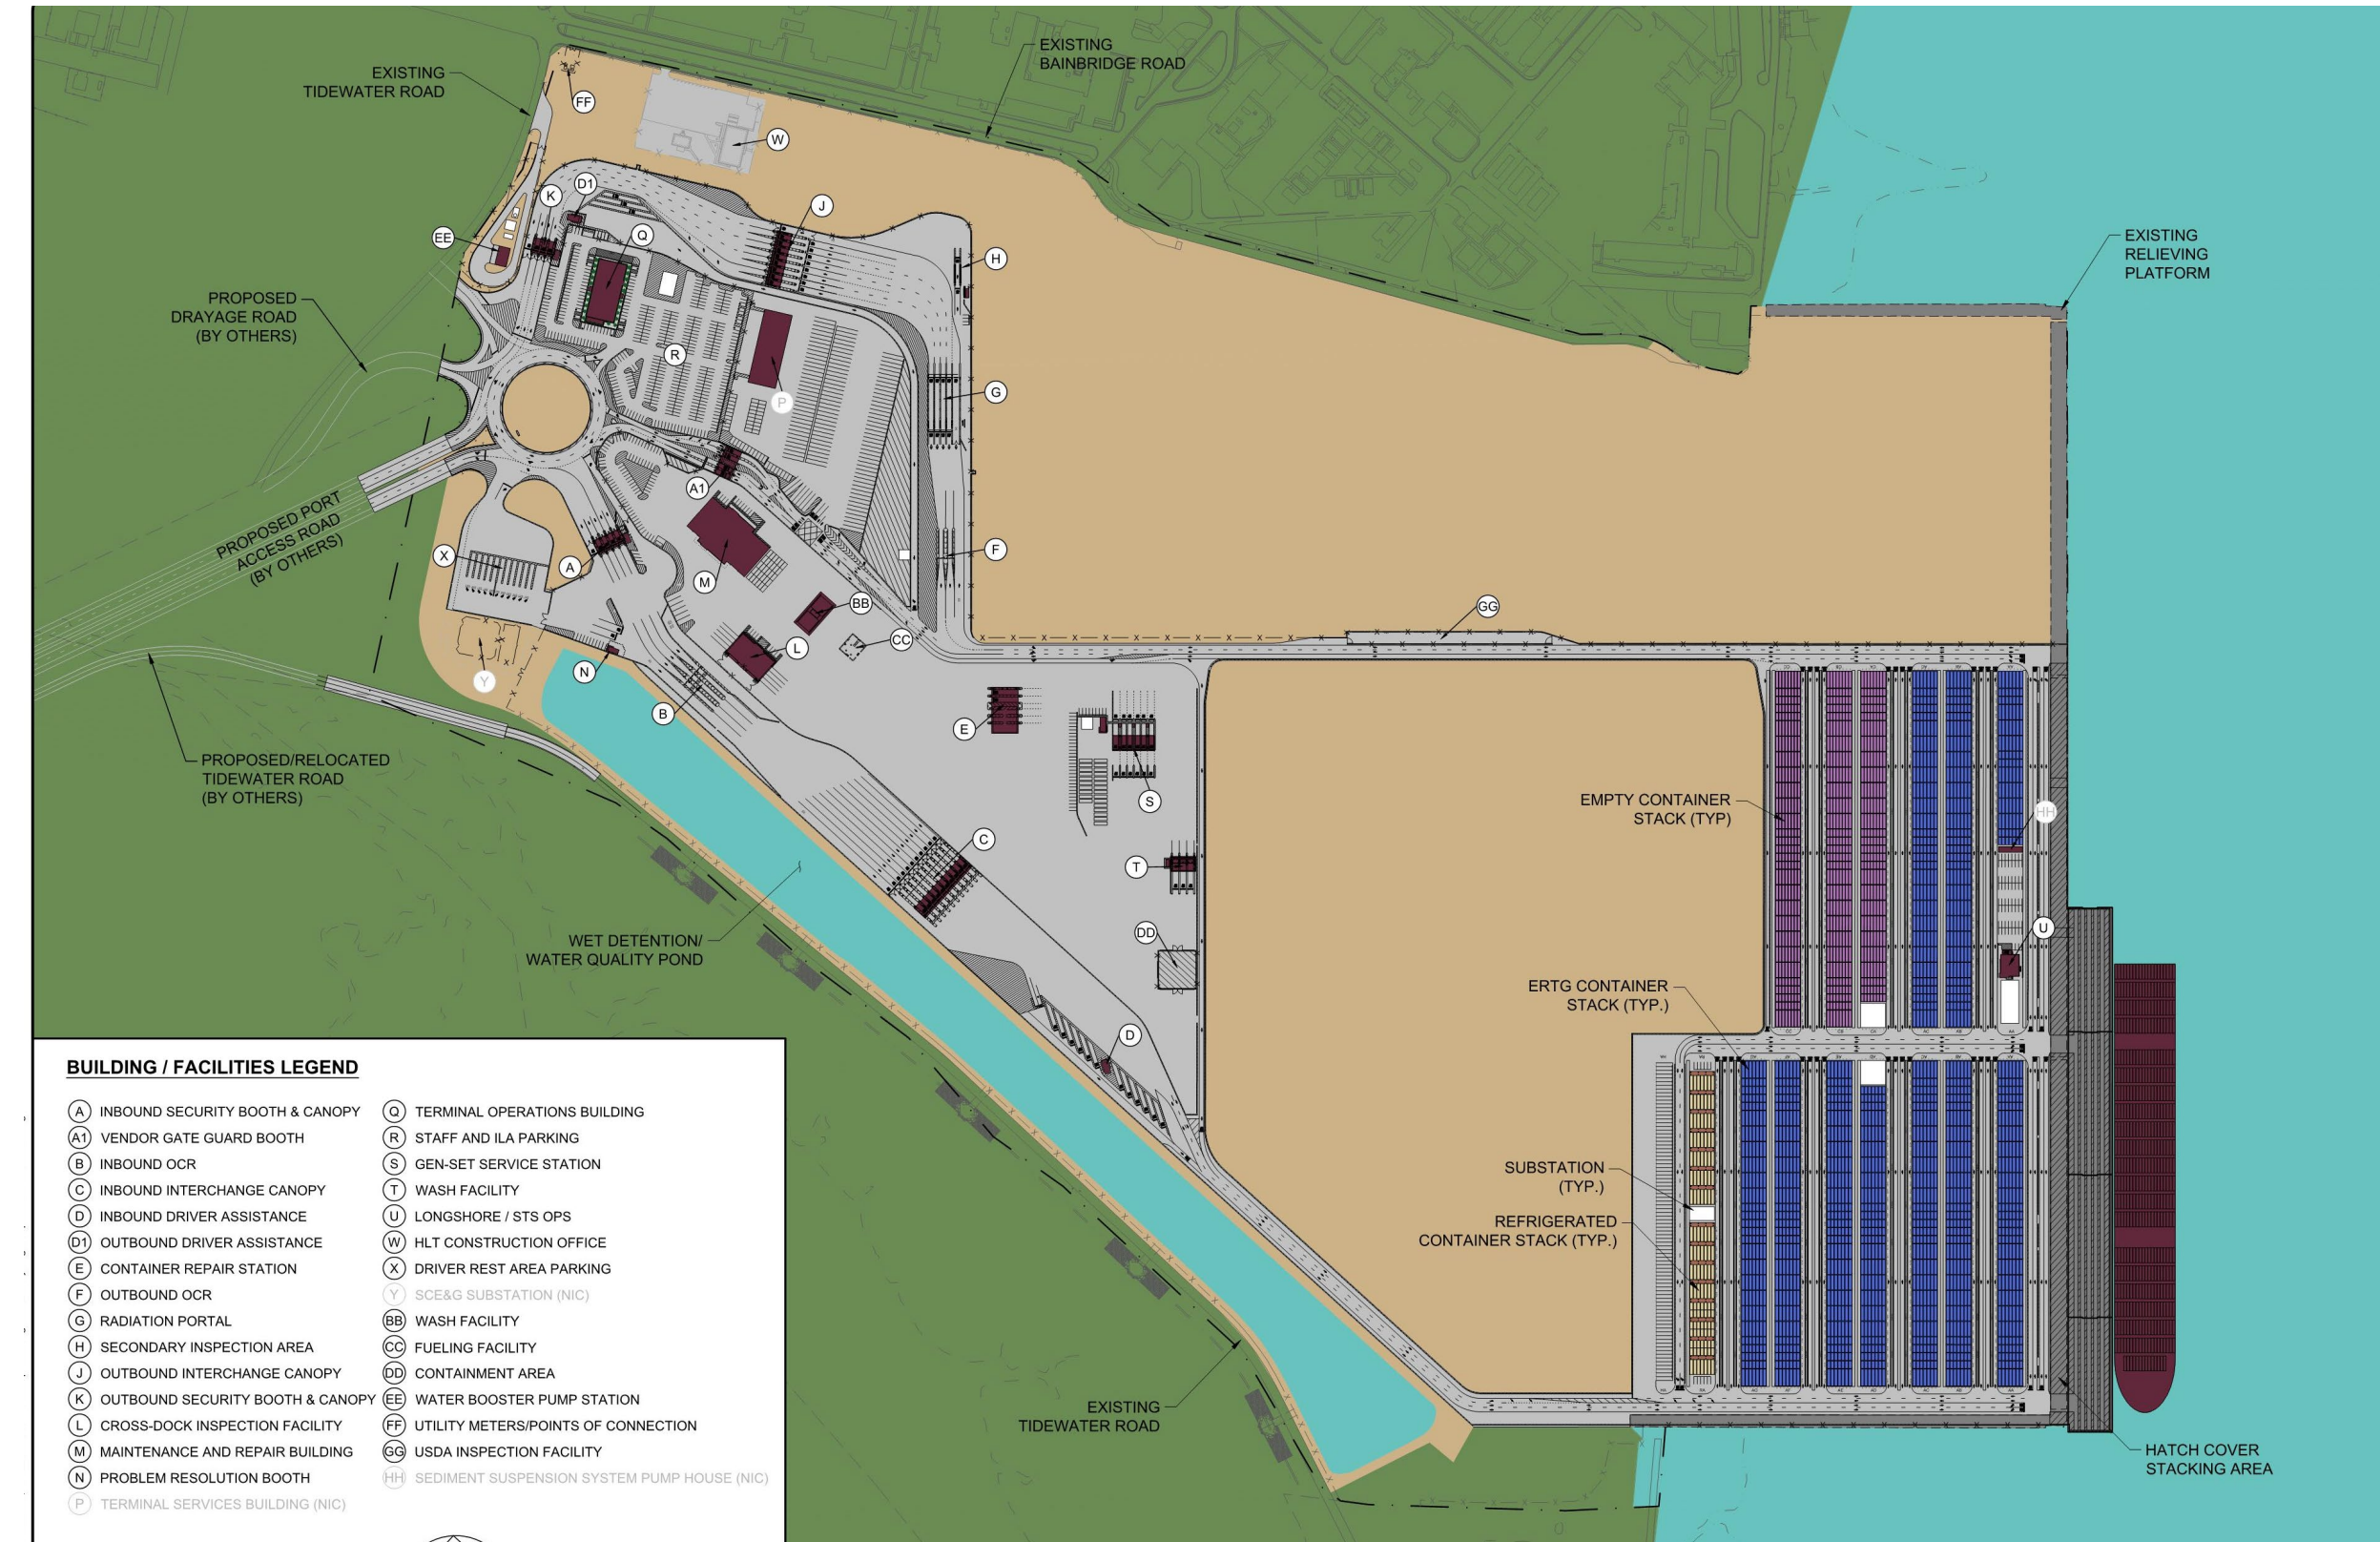 EXISTING
BAINBRIDGE ROAD
EXISTING
TIDEWATER ROAD
FF
W
K
D1
J
EE
Q
H
EXISTING
RELIEVING
PLATFORM
PROPOSED
DRAYAGE ROAD
(BY OTHERS)
R
P
G
A1
PROPOSED PORT
ACCESS ROAD
(BY OTHERS)
X
A
M
F
BB
CC
GG
L
N
Y
B
E
PROPOSED/RELOCATED
TIDEWATER ROAD
(BY OTHERS)
S
EMPTY CONTAINER
STACK (TYP)
HH
C
T
U
WET DETENTION/
WATER QUALITY POND
DD
ERTG CONTAINER
STACK (TYP.)
D
SUBSTATION
(TYP.)
REFRIGERATED
CONTAINER STACK (TYP.)
EXISTING
TIDEWATER ROAD
HATCH COVER
STACKING AREA
BUILDING / FACILITIES LEGEND
A INBOUND SECURITY BOOTH & CANOPY
A1 VENDOR GATE GUARD BOOTH
B INBOUND OCR
C INBOUND INTERCHANGE CANOPY
D INBOUND DRIVER ASSISTANCE
D1 OUTBOUND DRIVER ASSISTANCE
E CONTAINER REPAIR STATION
F OUTBOUND OCR
G RADIATION PORTAL
H SECONDARY INSPECTION AREA
J OUTBOUND INTERCHANGE CANOPY
K OUTBOUND SECURITY BOOTH & CANOPY
L CROSS-DOCK INSPECTION FACILITY
M MAINTENANCE AND REPAIR BUILDING
N PROBLEM RESOLUTION BOOTH
P TERMINAL SERVICES BUILDING (NIC)
Q TERMINAL OPERATIONS BUILDING
R STAFF AND ILA PARKING
S GEN-SET SERVICE STATION
T WASH FACILITY
U LONGSHORE / STS OPS
W HLT CONSTRUCTION OFFICE
X DRIVER REST AREA PARKING
Y SCE&G SUBSTATION (NIC)
BB WASH FACILITY
CC FUELING FACILITY
DD CONTAINMENT AREA
EE WATER BOOSTER PUMP STATION
FF UTILITY METERS/POINTS OF CONNECTION
GG USDA INSPECTION FACILITY
HH SEDIMENT SUSPENSION SYSTEM PUMP HOUSE (NIC)